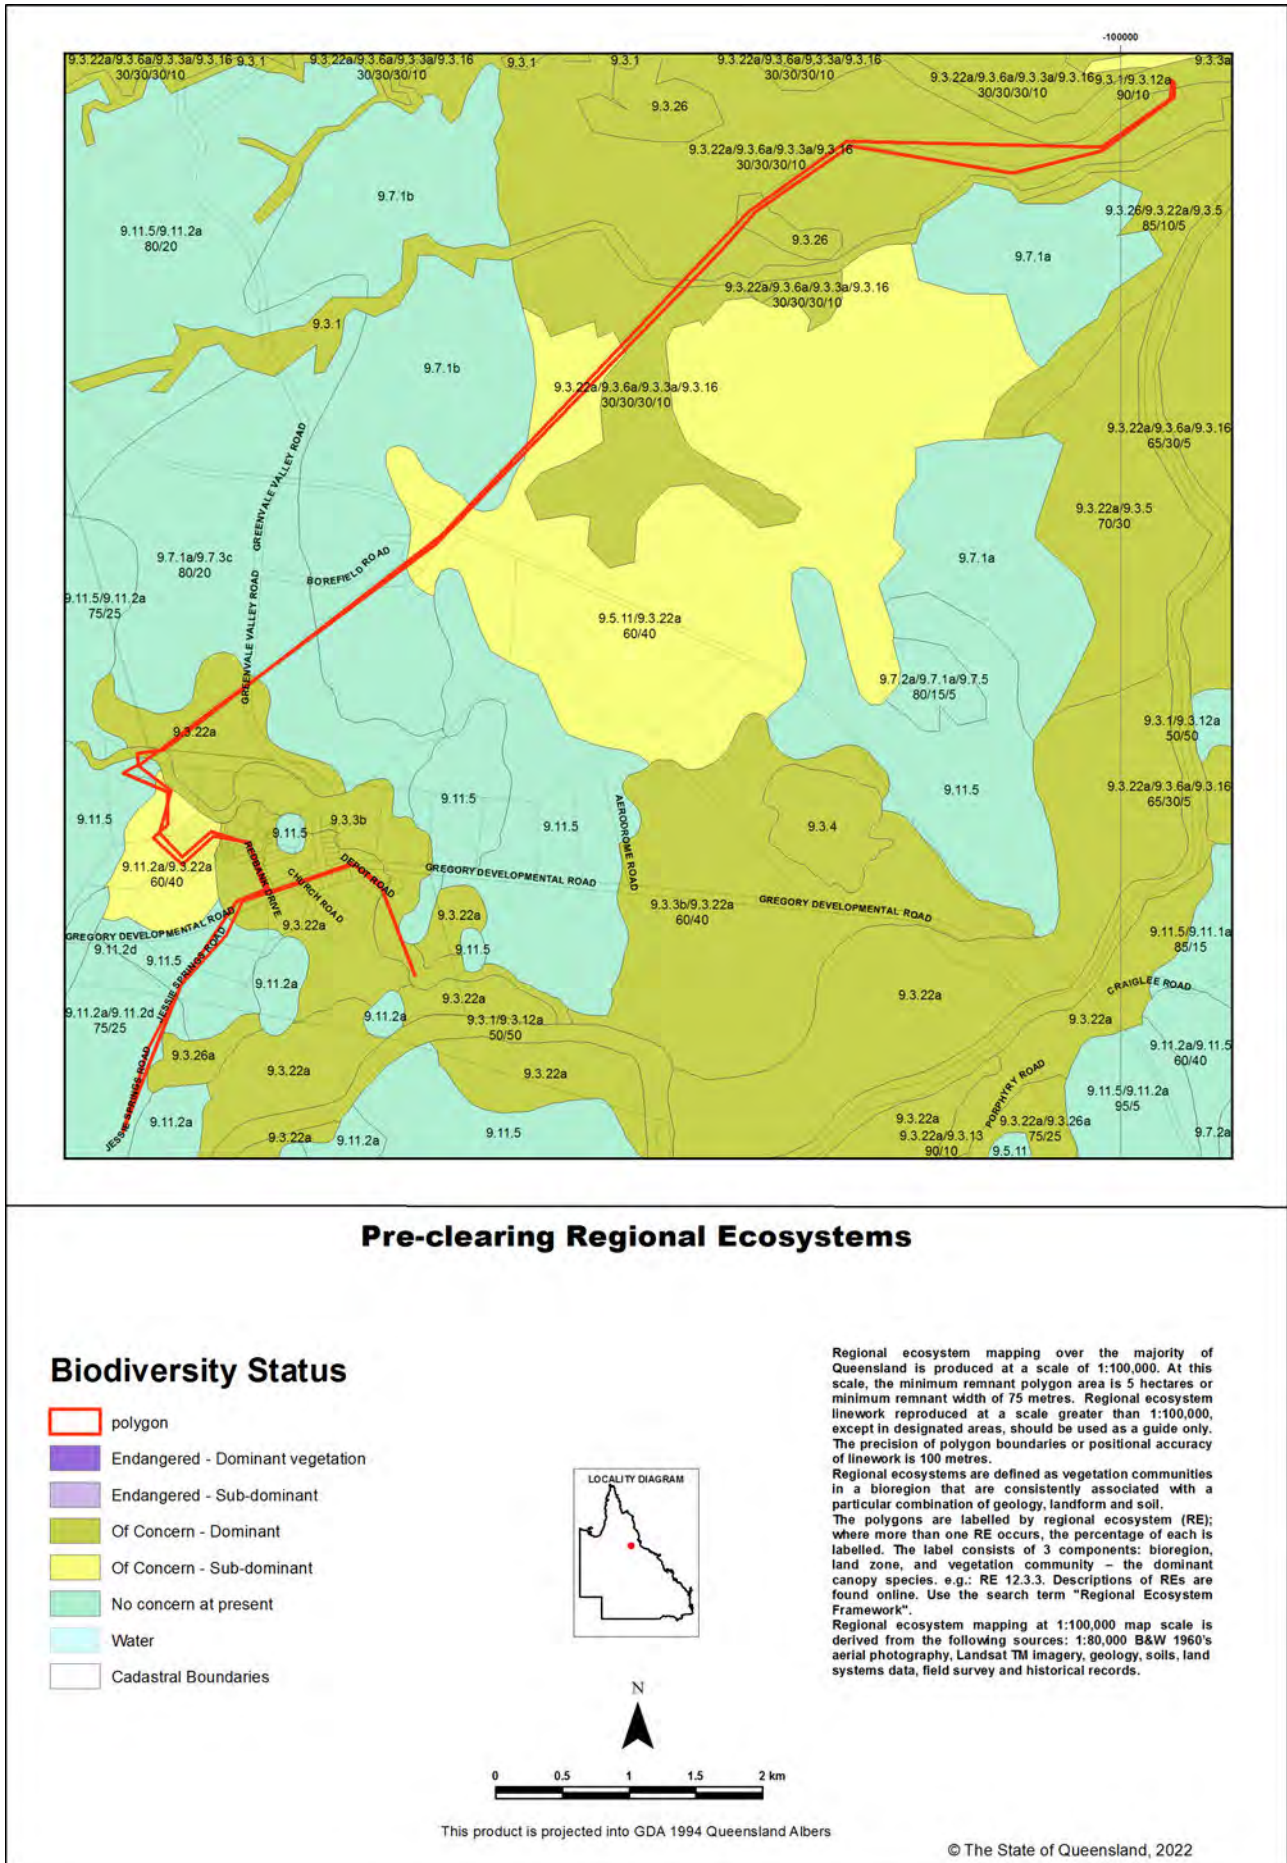 -100000
9.3.22a/9.3.6a/9.3.3a/9.3.16
30/30/30/10
9.3.1
9.3.22a/9.3.6a/9.3.3a/9.3.16
30/30/30/10
9.3.1
9.3.1
9.3.22a/9.3.6a/9.3.3a/9.3.16
30/30/30/10
9.3.22a/9.3.6a/9.3.3a/9.3.16
30/30/30/10
9.3.1/9.3.12a
90/10
9.3.3a
9.3.26
9.3.22a/9.3.6a/9.3.3a/9.3.16
30/30/30/10
9.7.1b
9.11.5/9.11.2a
80/20
9.3.26/9.3.22a/9.3.5
85/10/5
9.3.26
9.7.1a
9.3.22a/9.3.6a/9.3.3a/9.3.16
30/30/30/10
9.3.1
9.7.1b
9.3.22a/9.3.6a/9.3.3a/9.3.16
30/30/30/10
9.3.22a/9.3.6a/9.3.16
65/30/5
GREENVALE VALLEY ROAD
9.3.22a/9.3.5
70/30
9.7.1a/9.7.3c
80/20
BOREFIELD ROAD
9.7.1a
9.11.5/9.11.2a
75/25
GREENVALE VALLEY ROAD
9.5.11/9.3.22a
60/40
9.7.2a/9.7.1a/9.7.5
80/15/5
9.3.22a
9.3.1/9.3.12a
50/50
9.11.5
9.3.22a/9.3.6a/9.3.16
65/30/5
9.11.5
9.11.5
9.3.3b
9.11.5
9.11.5
AERODROME ROAD
9.3.4
9.11.2a/9.3.22a
60/40
REDBANK DRIVE
CHURCH ROAD
DEPOT ROAD
GREGORY DEVELOPMENTAL ROAD
9.3.3b/9.3.22a
60/40
GREGORY DEVELOPMENTAL ROAD
GREGORY DEVELOPMENTAL ROAD
9.3.22a
9.3.22a
9.11.2d
9.11.5
9.11.5
9.11.5/9.11.1a
85/15
JESSIE SPRINGS ROAD
9.11.2a
CRAIGLEE ROAD
9.11.2a/9.11.2d
75/25
9.3.22a
9.3.22a
9.11.2a
9.3.1/9.3.12a
50/50
9.3.22a
9.3.26a
9.11.2a/9.11.5
60/40
9.3.22a
9.3.22a
JESSIE SPRINGS ROAD
PORPHYRY ROAD
9.11.5/9.11.2a
95/5
9.11.2a
9.3.22a
9.11.2a
9.11.5
9.3.22a
9.3.22a/9.3.13
90/10
9.3.22a/9.3.26a
75/25
9.5.11
9.7.2a
Pre-clearing Regional Ecosystems
Biodiversity Status
polygon
Endangered - Dominant vegetation
Endangered - Sub-dominant
Of Concern - Dominant
Of Concern - Sub-dominant
No concern at present
Water
Cadastral Boundaries
LOCALITY DIAGRAM
Regional ecosystem mapping over the majority of
Queensland is produced at a scale of 1:100,000. At this
scale, the minimum remnant polygon area is 5 hectares or
minimum remnant width of 75 metres. Regional ecosystem
linework reproduced at a scale greater than 1:100,000,
except in designated areas, should be used as a guide only.
The precision of polygon boundaries or positional accuracy
of linework is 100 metres.
Regional ecosystems are defined as vegetation communities
in a bioregion that are consistently associated with a
particular combination of geology, landform and soil.
The polygons are labelled by regional ecosystem (RE);
where more than one RE occurs, the percentage of each is
labelled. The label consists of 3 components: bioregion,
land zone, and vegetation community – the dominant
canopy species. e.g.: RE 12.3.3. Descriptions of REs are
found online. Use the search term "Regional Ecosystem
Framework".
Regional ecosystem mapping at 1:100,000 map scale is
derived from the following sources: 1:80,000 B&W 1960's
aerial photography, Landsat TM imagery, geology, soils, land
systems data, field survey and historical records.
N
0 0.5 1 1.5 2 km
This product is projected into GDA 1994 Queensland Albers
© The State of Queensland, 2022